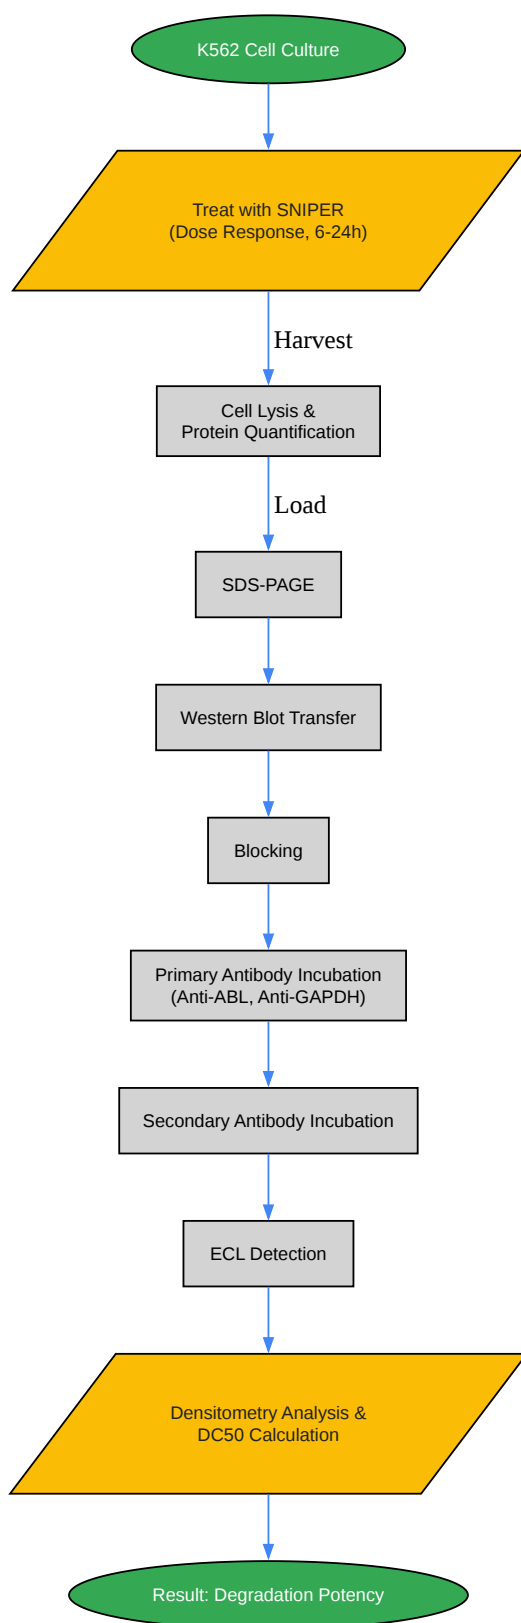 K562 Cell Culture
Treat with SNIPER
(Dose Response, 6-24h)
Harvest
Cell Lysis &
Protein Quantification
Load
SDS-PAGE
Western Blot Transfer
Blocking
Primary Antibody Incubation
(Anti-ABL, Anti-GAPDH)
Secondary Antibody Incubation
ECL Detection
Densitometry Analysis &
DC50 Calculation
Result: Degradation Potency